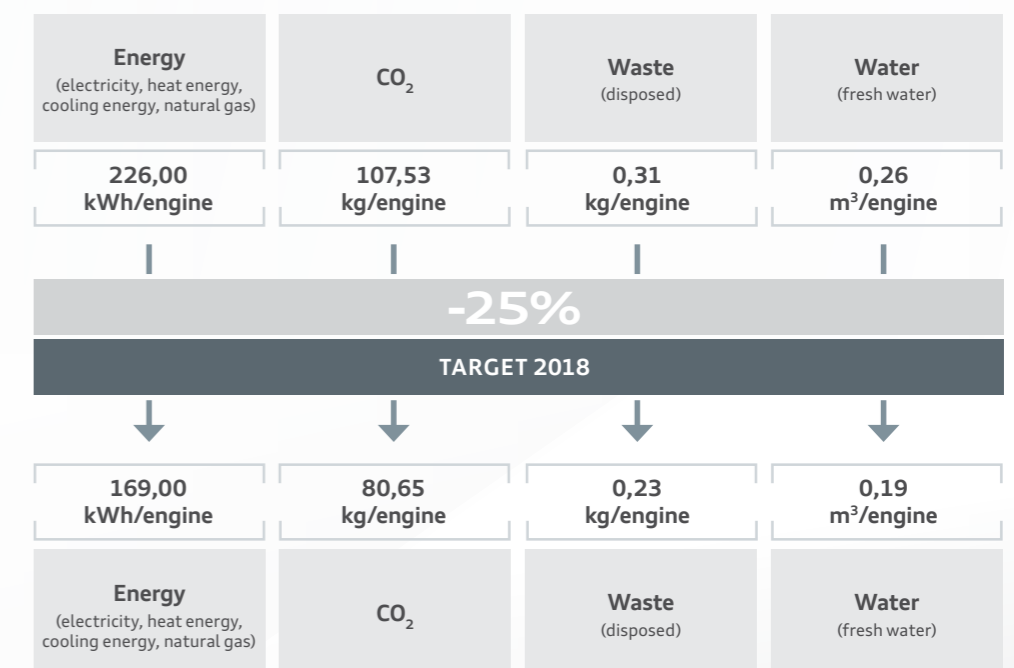 Energy
(electricity, heat energy,
cooling energy, natural gas)
CO₂
Waste
(disposed)
Water
(fresh water)
226,00
kWh/engine
107,53
kg/engine
0,31
kg/engine
0,26
m³/engine
-25%
TARGET 2018
169,00
kWh/engine
80,65
kg/engine
0,23
kg/engine
0,19
m³/engine
Energy
(electricity, heat energy,
cooling energy, natural gas)
CO₂
Waste
(disposed)
Water
(fresh water)